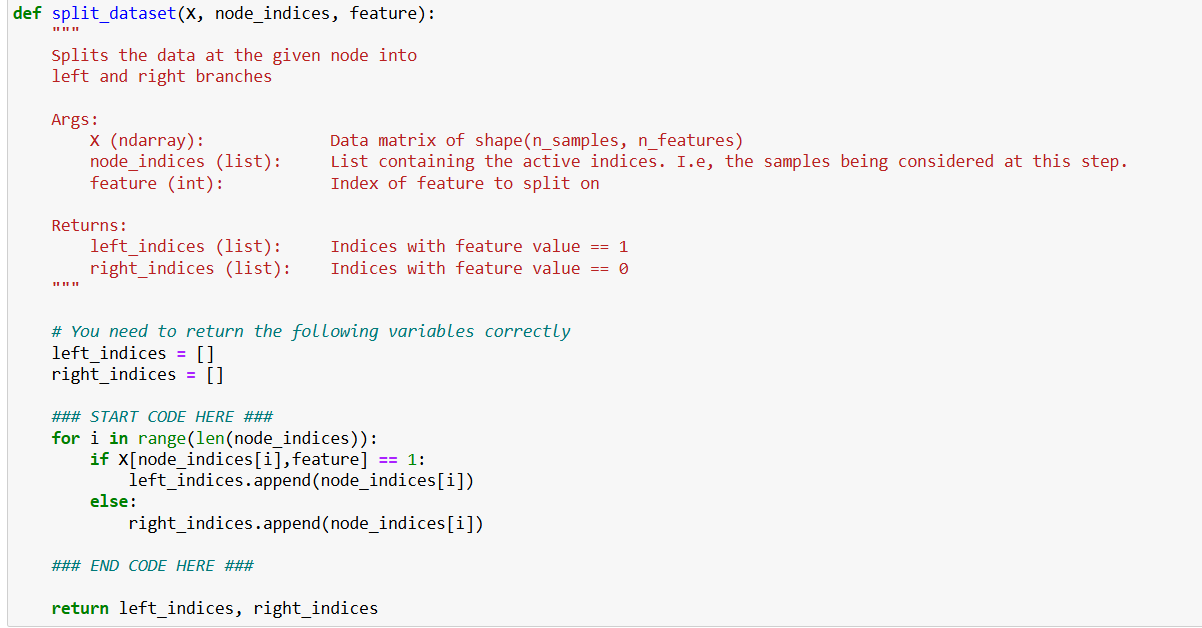 def split_dataset(X, node_indices, feature):
    """
    Splits the data at the given node into
    left and right branches

    Args:
        X (ndarray):             Data matrix of shape(n_samples, n_features)
        node_indices (list):     List containing the active indices. I.e, the samples being considered at this step.
        feature (int):           Index of feature to split on

    Returns:
        left_indices (list):     Indices with feature value == 1
        right_indices (list):    Indices with feature value == 0
    """

    # You need to return the following variables correctly
    left_indices = []
    right_indices = []

    ### START CODE HERE ###
    for i in range(len(node_indices)):
        if X[node_indices[i],feature] == 1:
            left_indices.append(node_indices[i])
        else:
            right_indices.append(node_indices[i])

    ### END CODE HERE ###

    return left_indices, right_indices